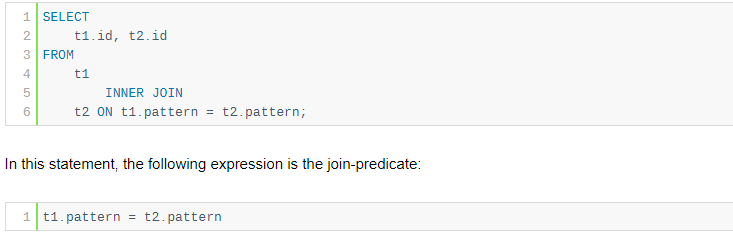 1 SELECT
2     t1.id, t2.id
3 FROM
4     t1
5         INNER JOIN
6     t2 ON t1.pattern = t2.pattern;
In this statement, the following expression is the join-predicate:
1 t1.pattern = t2.pattern